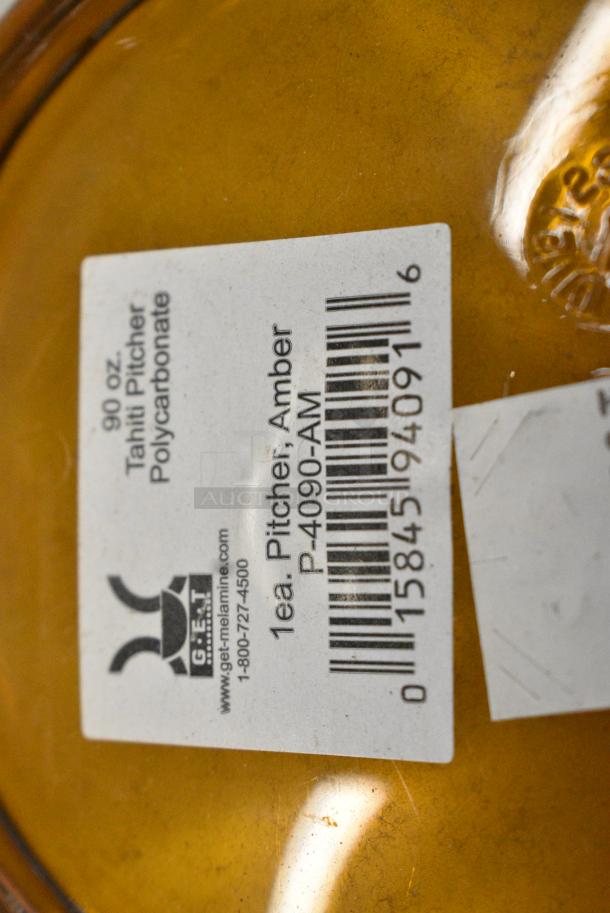 90 oz.
Tahiti Pitcher
Polycarbonate
G.E.T
www.get-melamine.com
1-800-727-4500
1ea. Pitcher, Amber
P-4090-AM
0 15845 94091 6